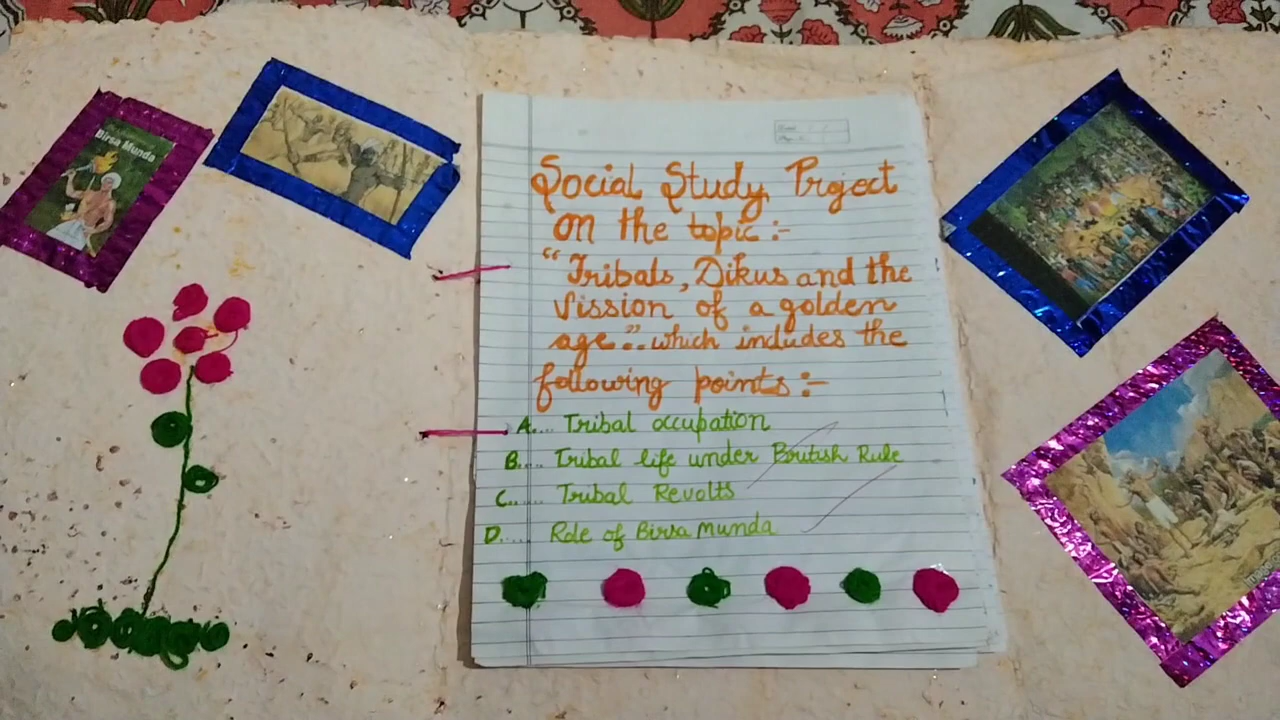 Birsa Munda
Social Study Project
on the topic :-
"Tribals, Dikus and the
Vission of a golden
age".. which includes the
following points :-
A.... Tribal occupation
B.... Tribal life under British Rule
C...... Tribal Revolts
D..... Role of Birsa Munda